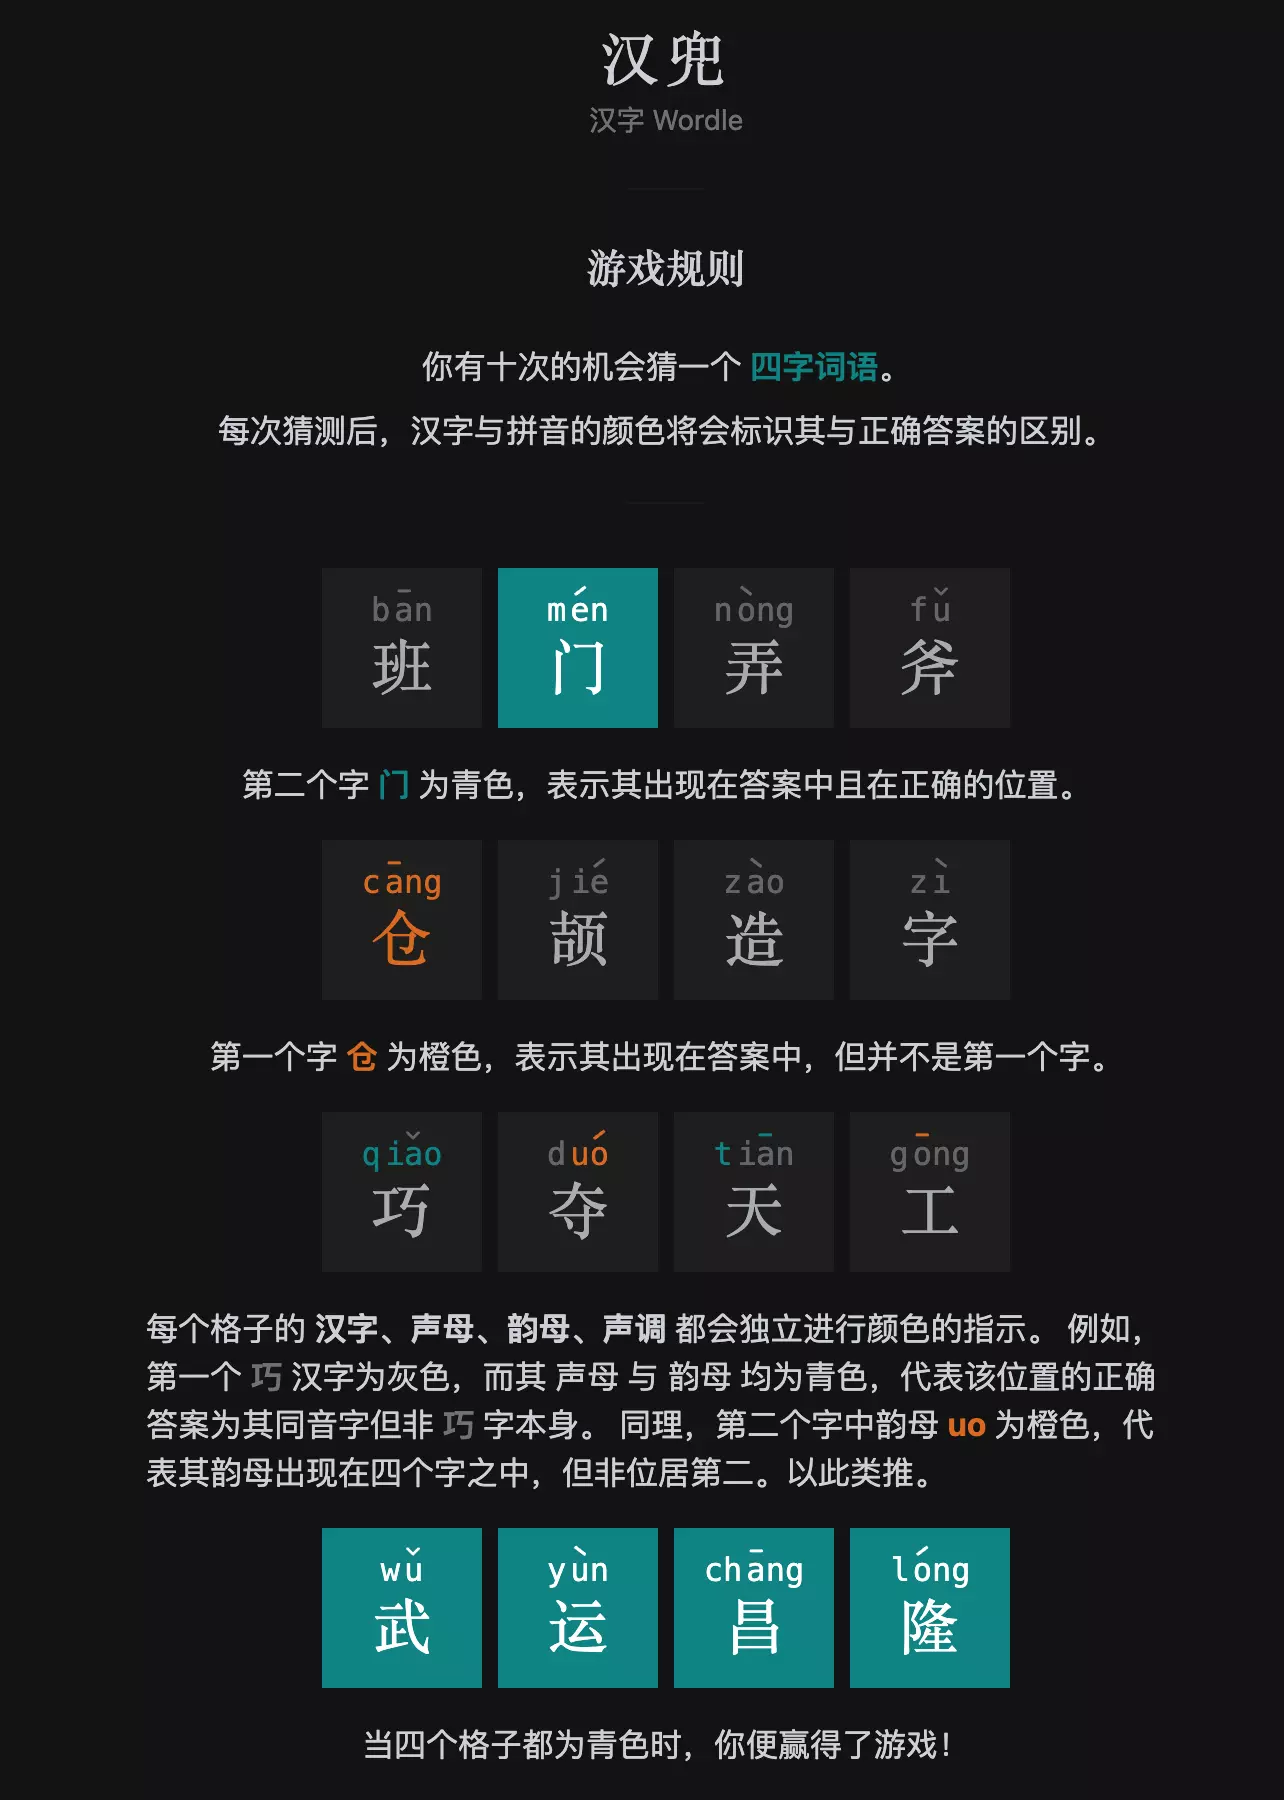 汉兜
汉字 Wordle
游戏规则
你有十次的机会猜一个 四字词语。
每次猜测后，汉字与拼音的颜色将会标识其与正确答案的区别。
bān mén nòng fǔ
班 门 弄 斧
第二个字 门 为青色，表示其出现在答案中且在正确的位置。
cāng jié zào zì
仓 颉 造 字
第一个字 仓 为橙色，表示其出现在答案中，但并不是第一个字。
qiǎo duó tiān gōng
巧 夺 天 工
每个格子的 汉字、声母、韵母、声调 都会独立进行颜色的指示。 例如，
第一个 巧 汉字为灰色，而其 声母 与 韵母 均为青色，代表该位置的正确
答案为其同音字但非 巧 字本身。 同理，第二个字中韵母 uo 为橙色，代
表其韵母出现在四个字之中，但非位居第二。以此类推。
wǔ yùn chāng lóng
武 运 昌 隆
当四个格子都为青色时，你便赢得了游戏！